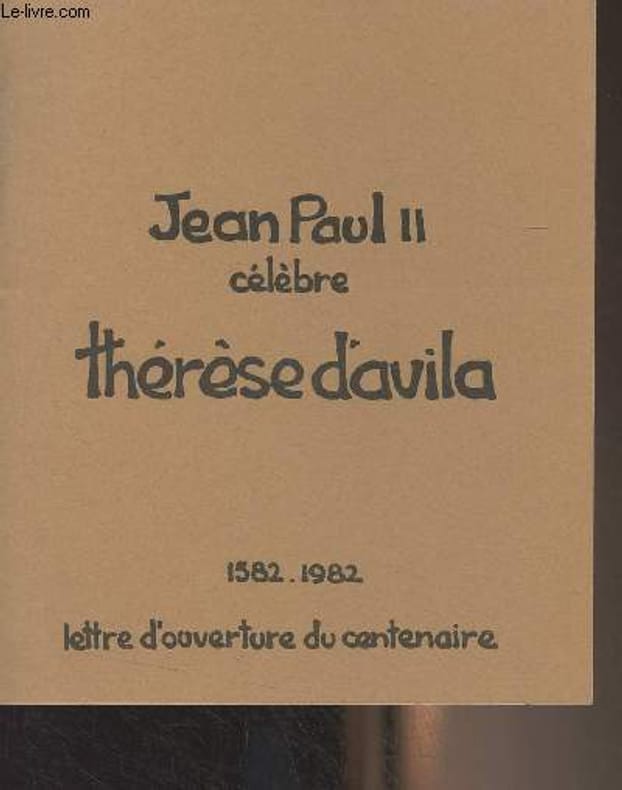 Le-livre.com
Jean Paul II
célèbre
thérèse d'avila
1582.1982
lettre d'ouverture du centenaire